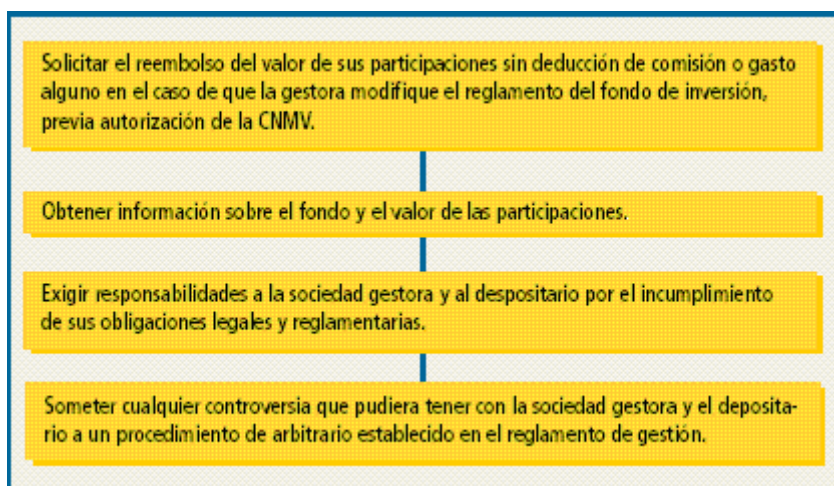 Solicitar el reembolso del valor de sus participaciones sin deducción de comisión o gasto
alguno en el caso de que la gestora modifique el reglamento del fondo de inversión,
previa autorización de la CNMV.
Obtener información sobre el fondo y el valor de las participaciones.
Exigir responsabilidades a la sociedad gestora y al despositario por el incumplimiento
de sus obligaciones legales y reglamentarias.
Someter cualquier controversia que pudiera tener con la sociedad gestora y el deposita-
rio a un procedimiento de arbitrario establecido en el reglamento de gestión.